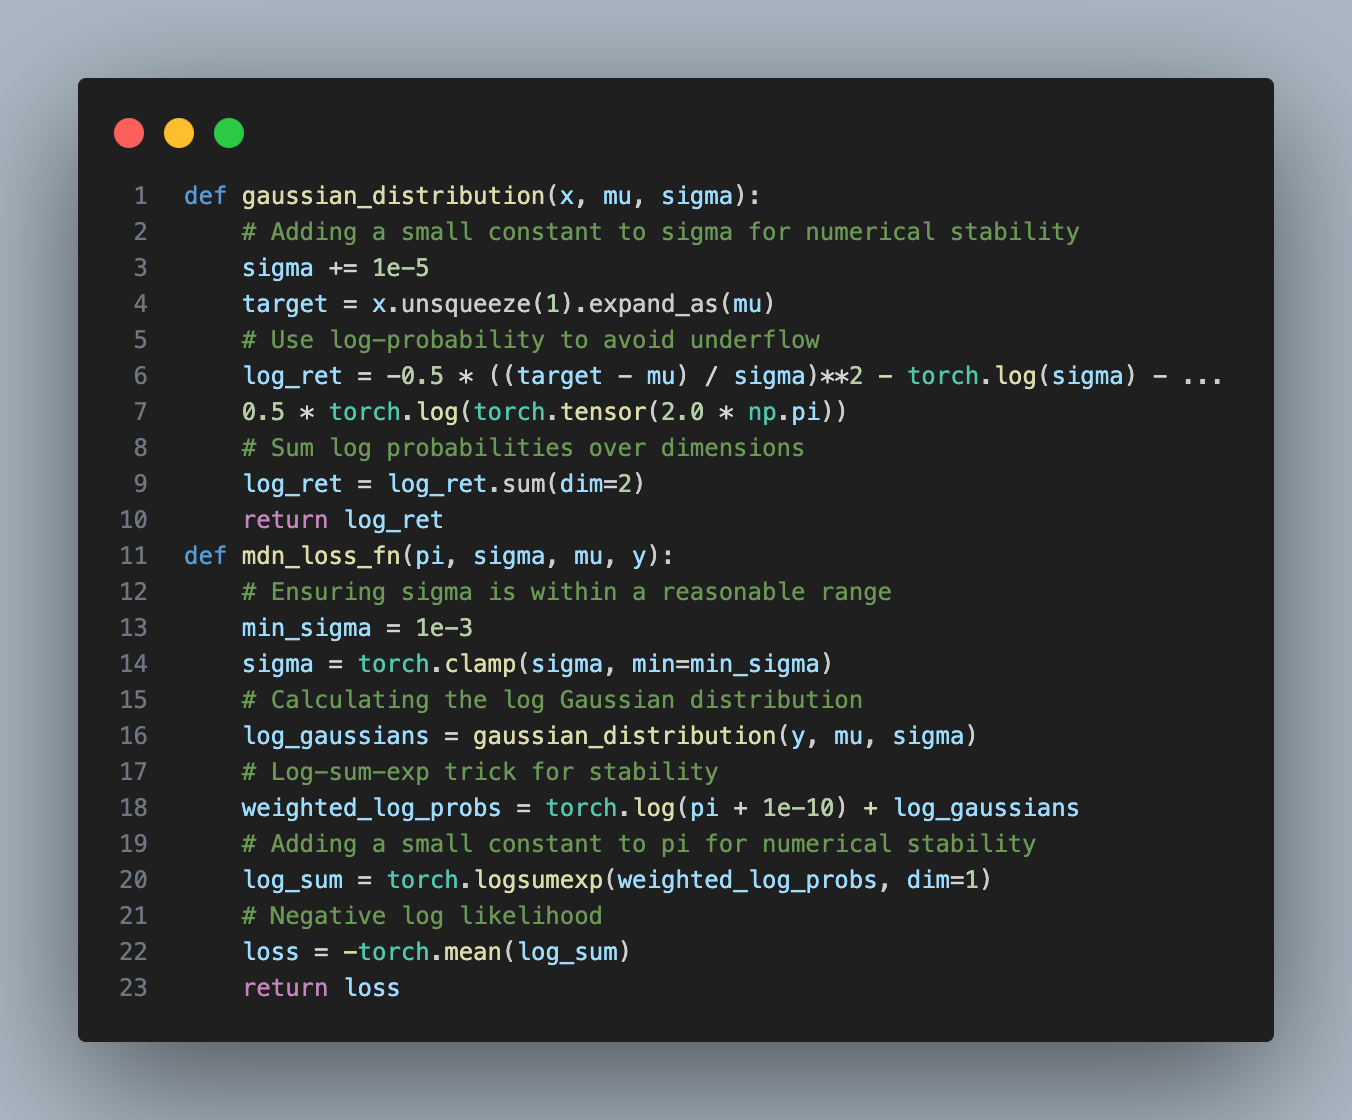 1 def gaussian_distribution(x, mu, sigma):
2     # Adding a small constant to sigma for numerical stability
3     sigma += 1e-5
4     target = x.unsqueeze(1).expand_as(mu)
5     # Use log-probability to avoid underflow
6     log_ret = -0.5 * ((target - mu) / sigma)**2 - torch.log(sigma) - ...
7     0.5 * torch.log(torch.tensor(2.0 * np.pi))
8     # Sum log probabilities over dimensions
9     log_ret = log_ret.sum(dim=2)
10     return log_ret
11 def mdn_loss_fn(pi, sigma, mu, y):
12     # Ensuring sigma is within a reasonable range
13     min_sigma = 1e-3
14     sigma = torch.clamp(sigma, min=min_sigma)
15     # Calculating the log Gaussian distribution
16     log_gaussians = gaussian_distribution(y, mu, sigma)
17     # Log-sum-exp trick for stability
18     weighted_log_probs = torch.log(pi + 1e-10) + log_gaussians
19     # Adding a small constant to pi for numerical stability
20     log_sum = torch.logsumexp(weighted_log_probs, dim=1)
21     # Negative log likelihood
22     loss = -torch.mean(log_sum)
23     return loss